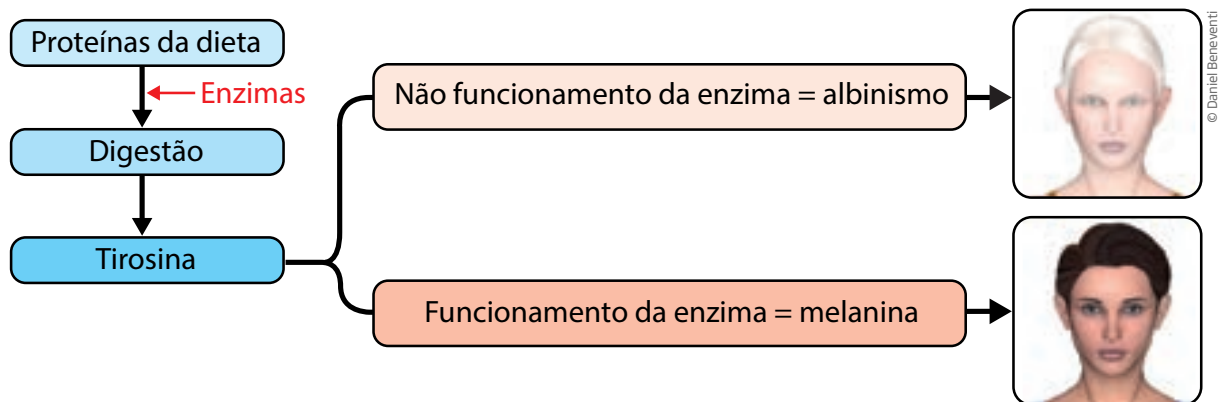 Proteínas da dieta
Enzimas
Digestão
Tirosina
Não funcionamento da enzima = albinismo
Funcionamento da enzima = melanina
© Daniel Beneventi